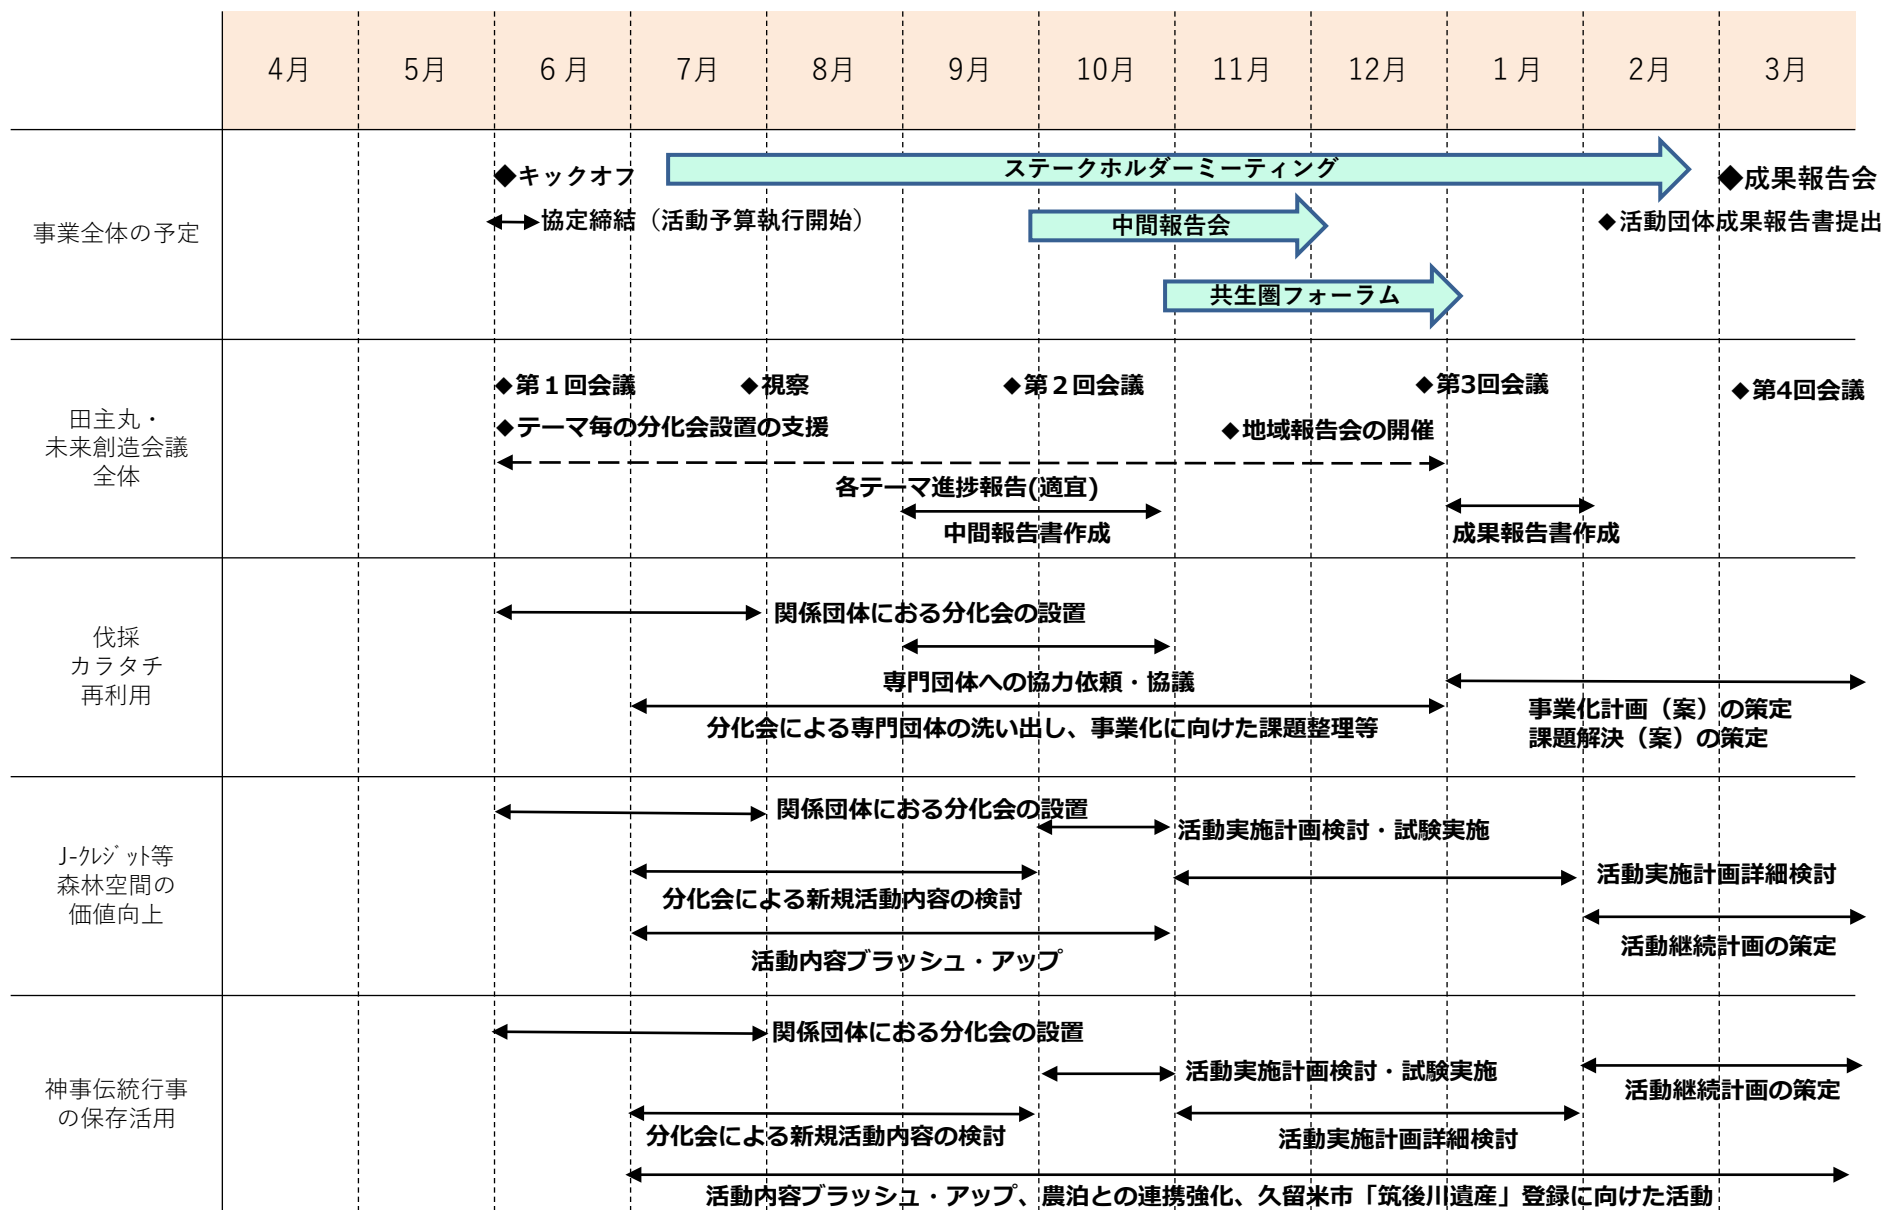 4月
5月
6月
7月
8月
9月
10月
11月
12月
1月
2月
3月
事業全体の予定
◆キックオフ
ステークホルダーミーティング
◆成果報告会
協定締結（活動予算執行開始）
中間報告会
◆活動団体成果報告書提出
共生圏フォーラム
田主丸・
未来創造会議
全体
◆第１回会議
◆視察
◆第２回会議
◆第3回会議
◆第4回会議
◆テーマ毎の分化会設置の支援
◆地域報告会の開催
各テーマ進捗報告(適宜)
中間報告書作成
成果報告書作成
伐採
カラタチ
再利用
関係団体におる分化会の設置
専門団体への協力依頼・協議
分化会による専門団体の洗い出し、事業化に向けた課題整理等
事業化計画（案）の策定
課題解決（案）の策定
J-ｸﾚｼﾞｯﾄ等
森林空間の
価値向上
関係団体におる分化会の設置
活動実施計画検討・試験実施
分化会による新規活動内容の検討
活動実施計画詳細検討
活動内容ブラッシュ・アップ
活動継続計画の策定
神事伝統行事
の保存活用
関係団体におる分化会の設置
活動実施計画検討・試験実施
活動継続計画の策定
分化会による新規活動内容の検討
活動実施計画詳細検討
活動内容ブラッシュ・アップ、農泊との連携強化、久留米市「筑後川遺産」登録に向けた活動